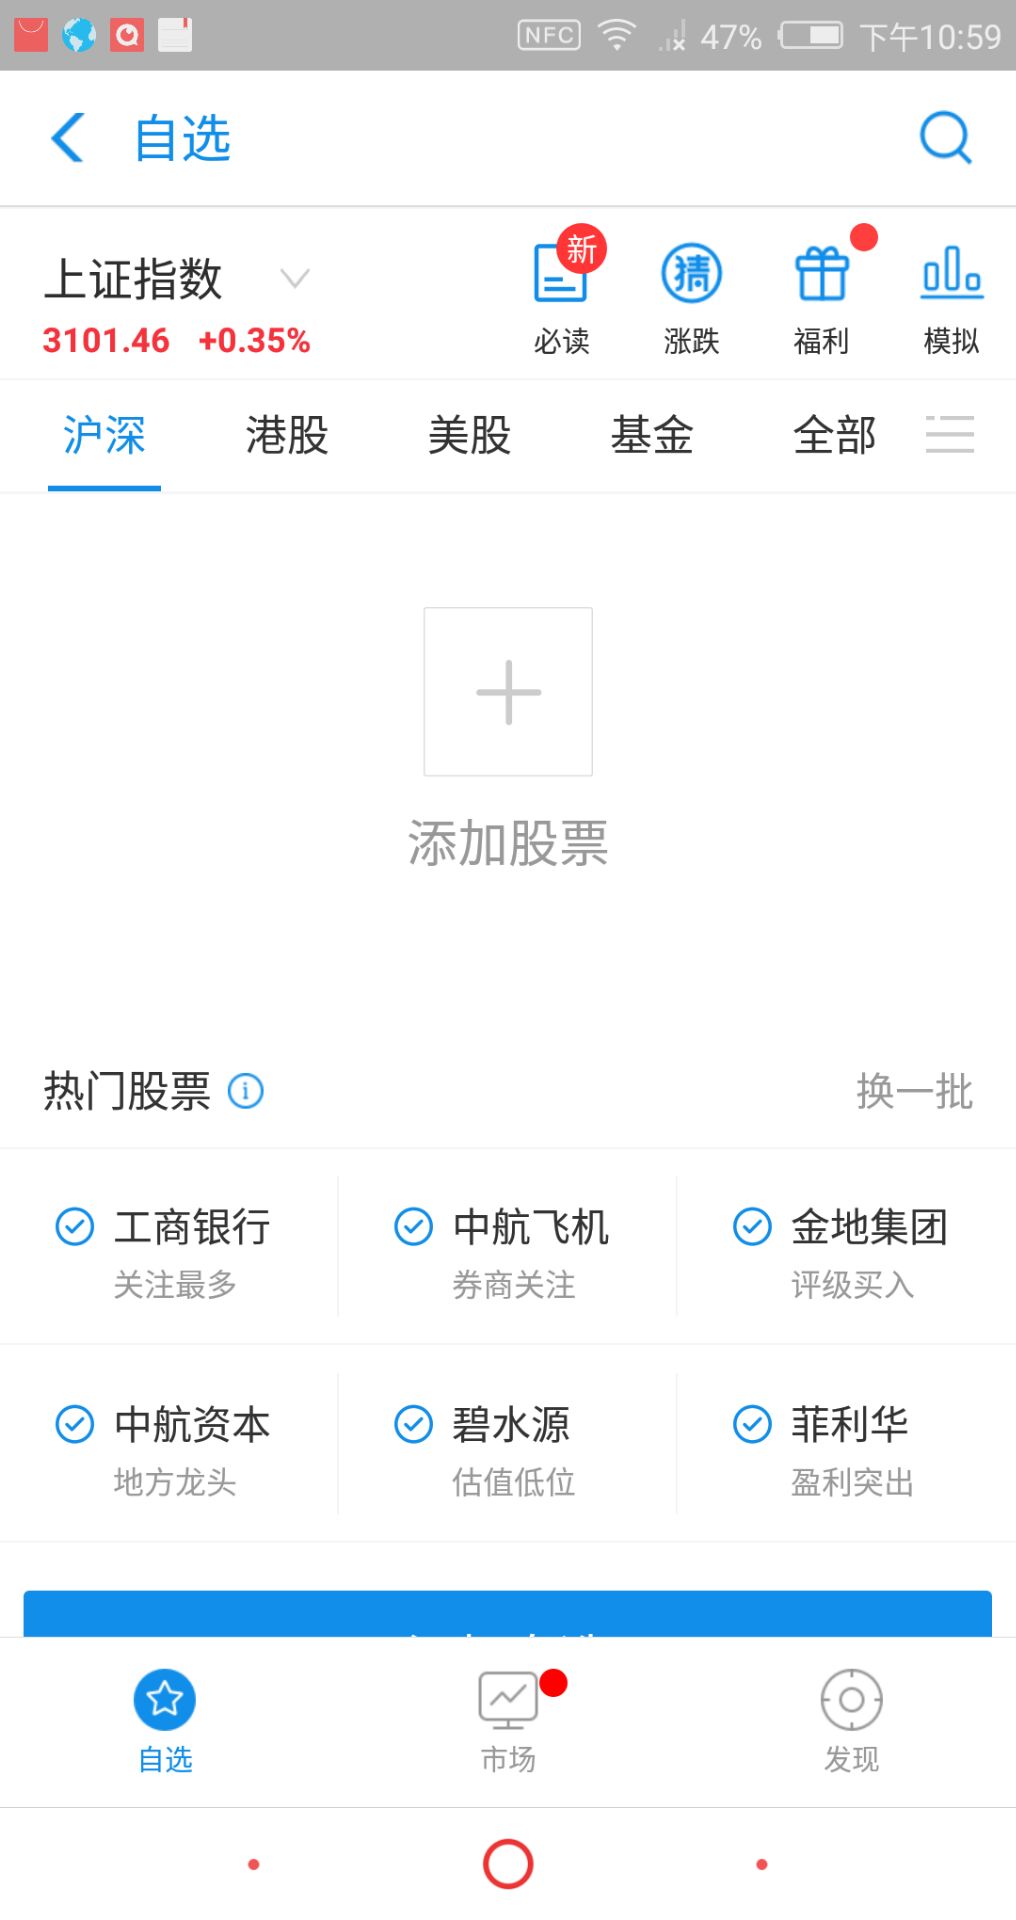 NFC 47% 下午10:59
自选
上证指数
3101.46 +0.35%
新
猜
必读 涨跌 福利 模拟
沪深 港股 美股 基金 全部
添加股票
热门股票 换一批
工商银行 中航飞机 金地集团
关注最多 券商关注 评级买入
中航资本 碧水源 菲利华
地方龙头 估值低位 盈利突出
自选 市场 发现